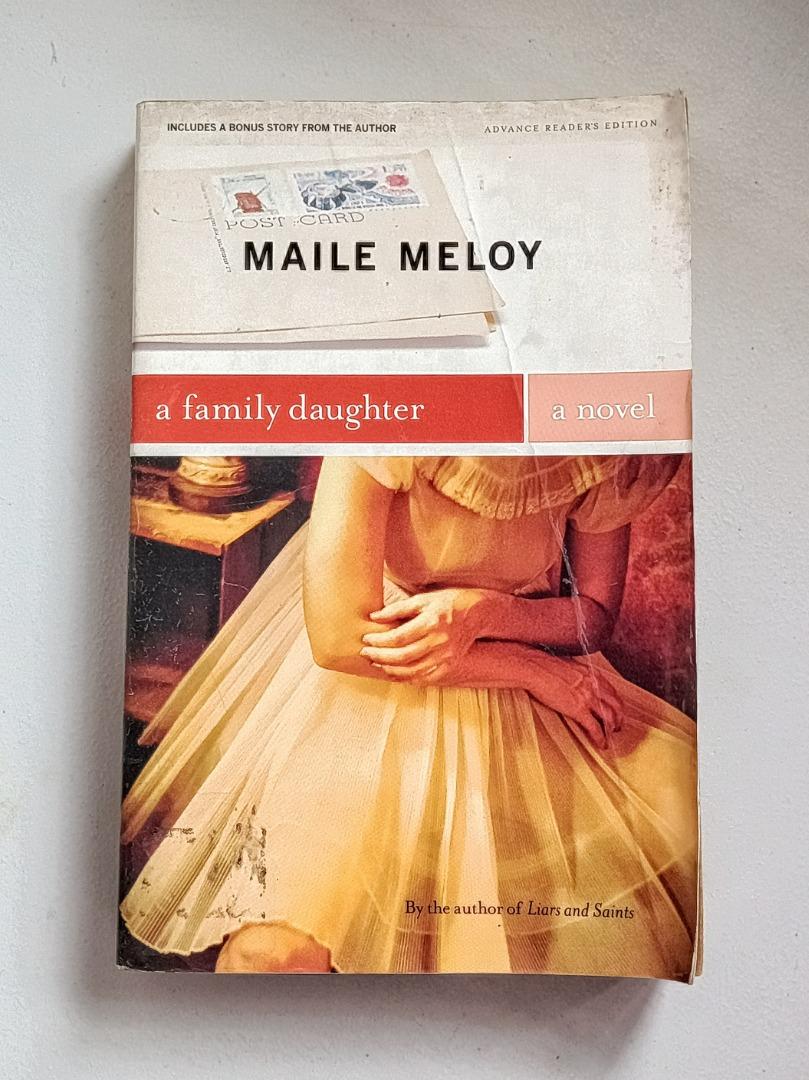 INCLUDES A BONUS STORY FROM THE AUTHOR
ADVANCE READER'S EDITION
POST CARD
MAILE MELOY
a family daughter
a novel
By the author of Liars and Saints